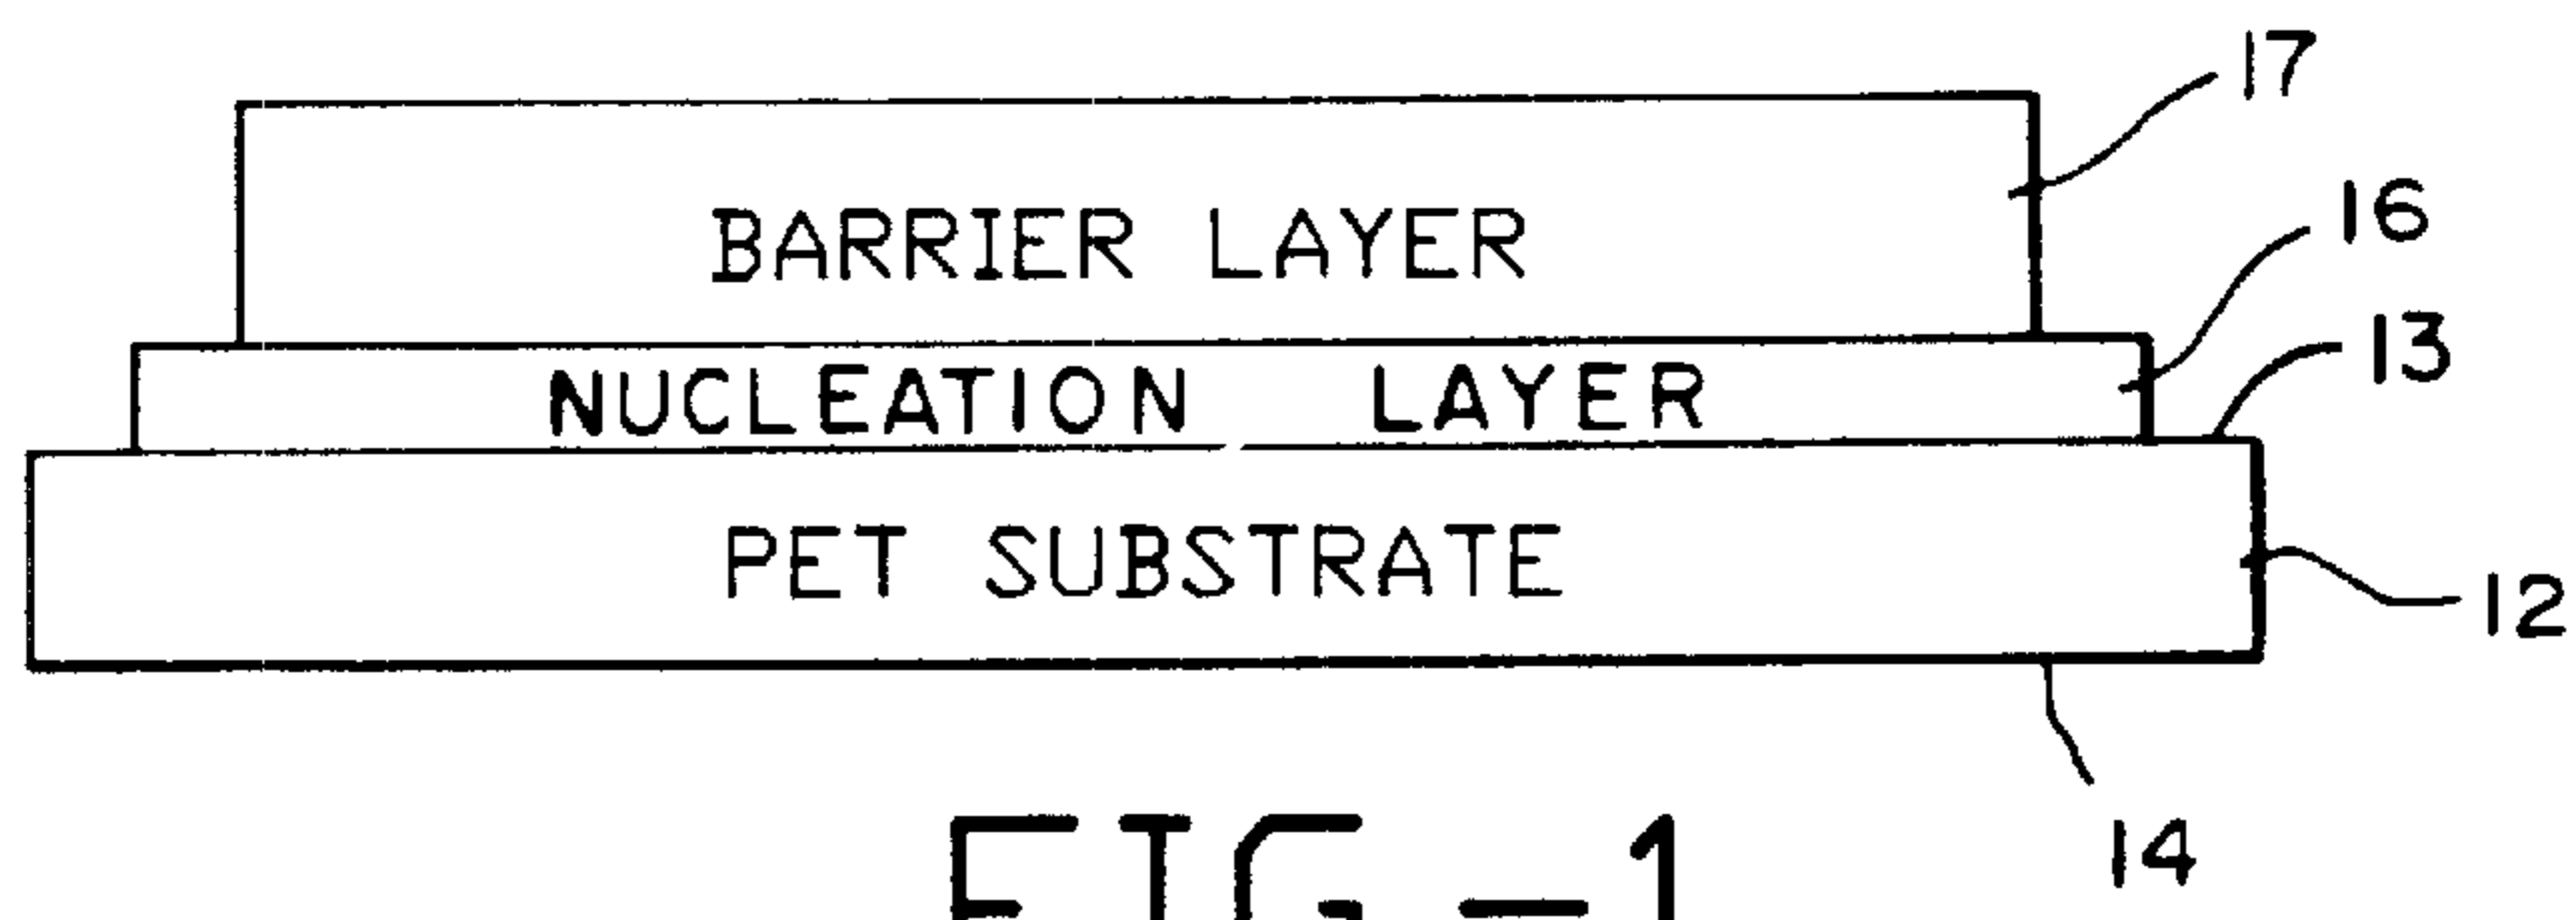 17
BARRIER LAYER
16
13
NUCLEATION LAYER
PET SUBSTRATE
12
14
FIG-1